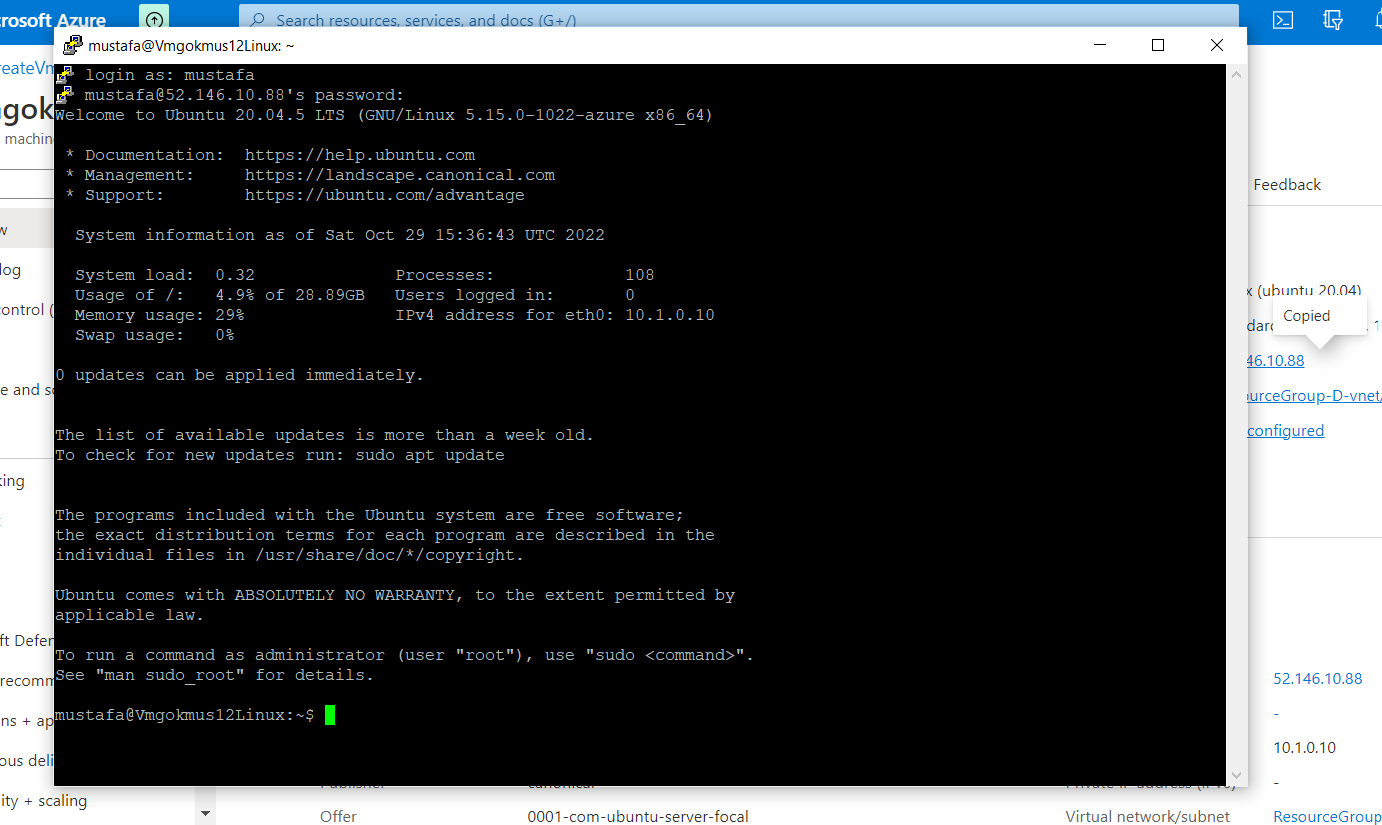 crosoft Azure
Search resources, services, and docs (G+/)
mustafa@Vmgokmus12Linux: ~
login as: mustafa
mustafa@52.146.10.88's password:
Welcome to Ubuntu 20.04.5 LTS (GNU/Linux 5.15.0-1022-azure x86_64)
* Documentation: https://help.ubuntu.com
* Management: https://landscape.canonical.com
* Support: https://ubuntu.com/advantage
System information as of Sat Oct 29 15:36:43 UTC 2022
System load: 0.32 Processes: 108
Usage of /: 4.9% of 28.89GB Users logged in: 0
Memory usage: 29% IPv4 address for eth0: 10.1.0.10
Swap usage: 0%
0 updates can be applied immediately.
The list of available updates is more than a week old.
To check for new updates run: sudo apt update
The programs included with the Ubuntu system are free software;
the exact distribution terms for each program are described in the
individual files in /usr/share/doc/*/copyright.
Ubuntu comes with ABSOLUTELY NO WARRANTY, to the extent permitted by
applicable law.
To run a command as administrator (user "root"), use "sudo <command>".
See "man sudo_root" for details.
mustafa@Vmgokmus12Linux:~$
reateVm
ngok
machin
w
log
control (
e and so
king
ft Defen
recomm
ns + ap
ous deli
ity + scaling
Feedback
x (ubuntu 20.04)
Copied
dard
1
46.10.88
urceGroup-D-vnet/
configured
52.146.10.88
-
10.1.0.10
-
Publisher canonical Private IP address (IPv6)
Offer 0001-com-ubuntu-server-focal Virtual network/subnet ResourceGroup